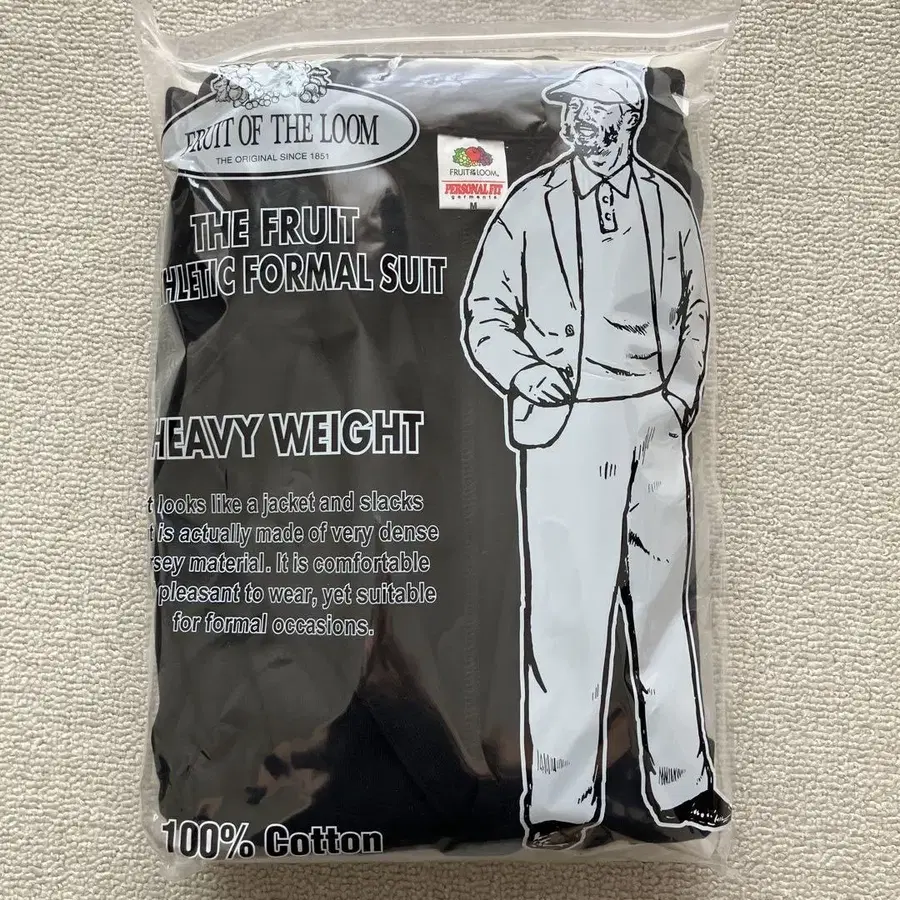 FRUIT OF THE LOOM
THE ORIGINAL SINCE 1851
FRUIT OF THE LOOM
PERSONAL FIT
garments
M
THE FRUIT
HLETIC FORMAL SUIT
HEAVY WEIGHT
t looks like a jacket and slacks
t is actually made of very dense
rsey material. It is comfortable
pleasant to wear, yet suitable
for formal occasions.
100% Cotton